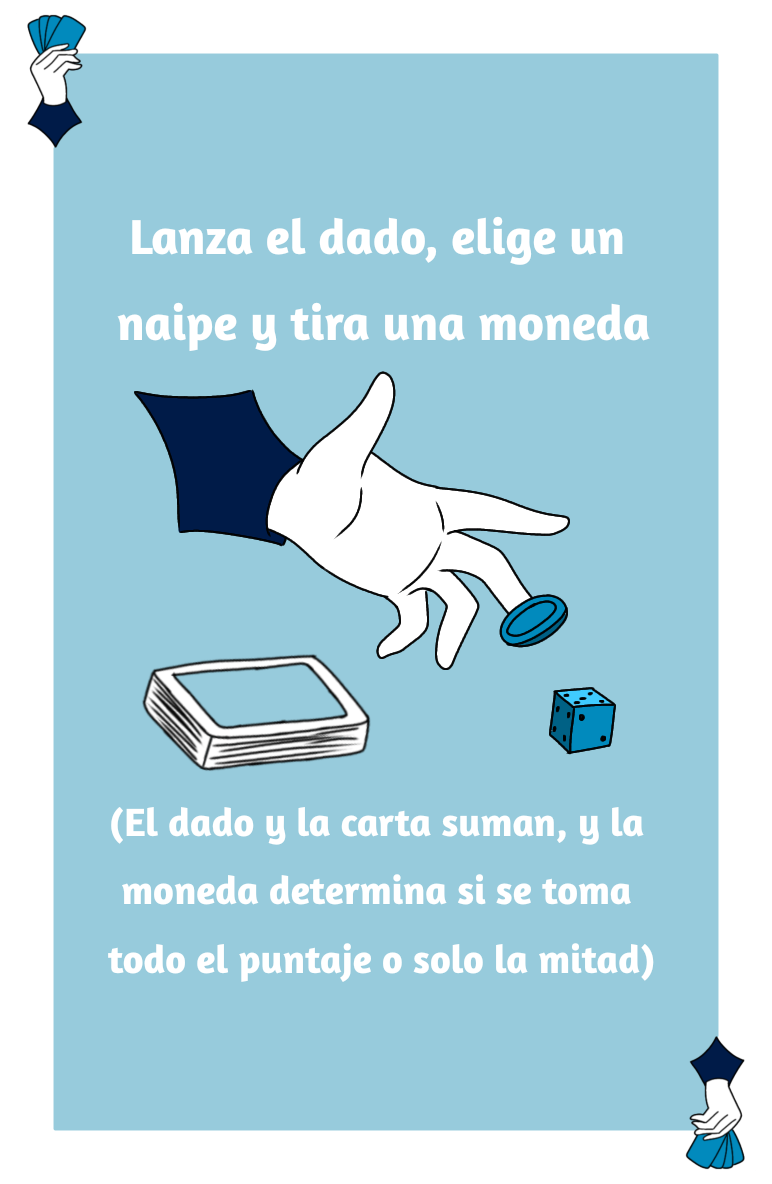 Lanza el dado, elige un
naipe y tira una moneda
(El dado y la carta suman, y la
moneda determina si se toma
todo el puntaje o solo la mitad)